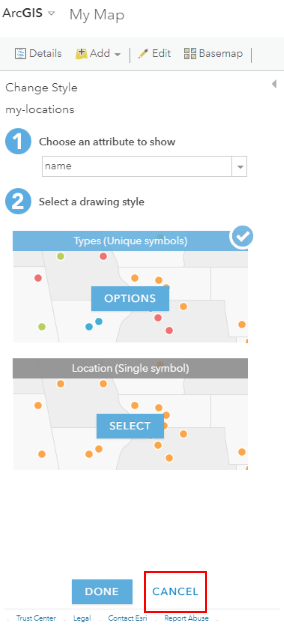 ArcGIS My Map
Details Add Edit Basemap
Change Style
my-locations
1 Choose an attribute to show
name
2 Select a drawing style
Types (Unique symbols)
OPTIONS
Location (Single symbol)
SELECT
DONE CANCEL
Trust Center Legal Contact Esri Report Abuse